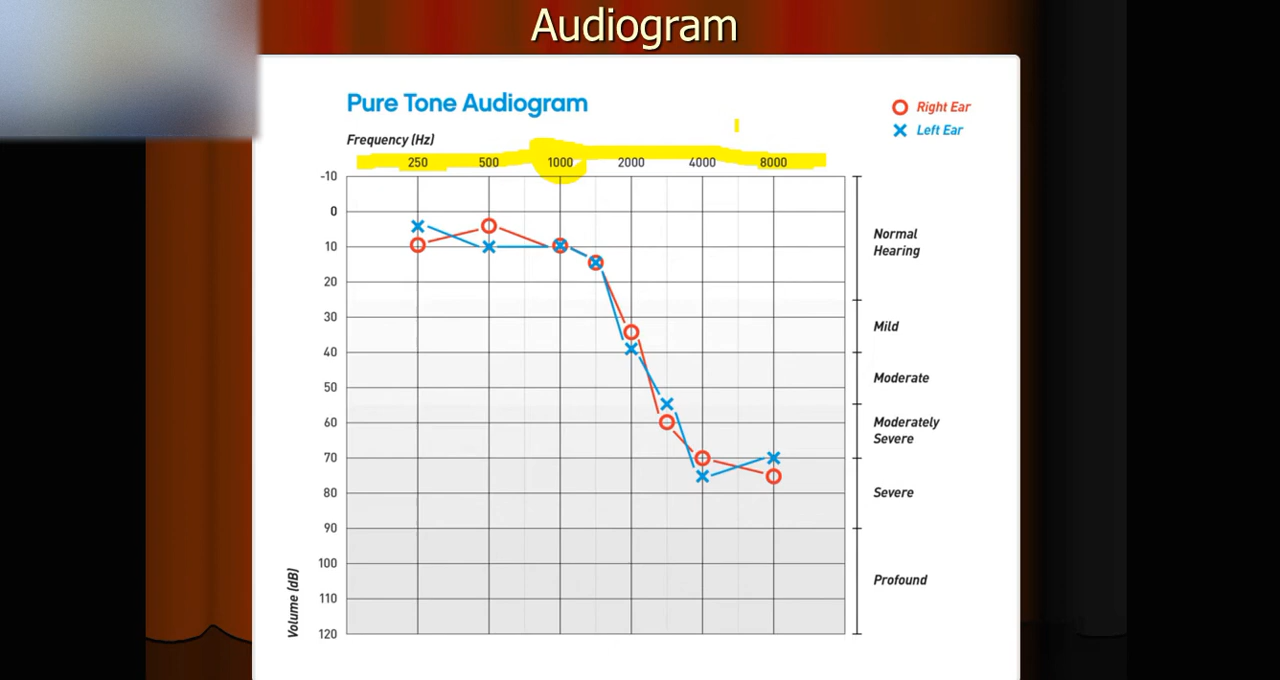 Audiogram
Pure Tone Audiogram
Right Ear
Left Ear
Frequency (Hz)
250 500 1000 2000 4000 8000
-10
0
10
20
30
40
50
60
70
80
90
100
110
120
Volume (dB)
Normal
Hearing
Mild
Moderate
Moderately
Severe
Severe
Profound